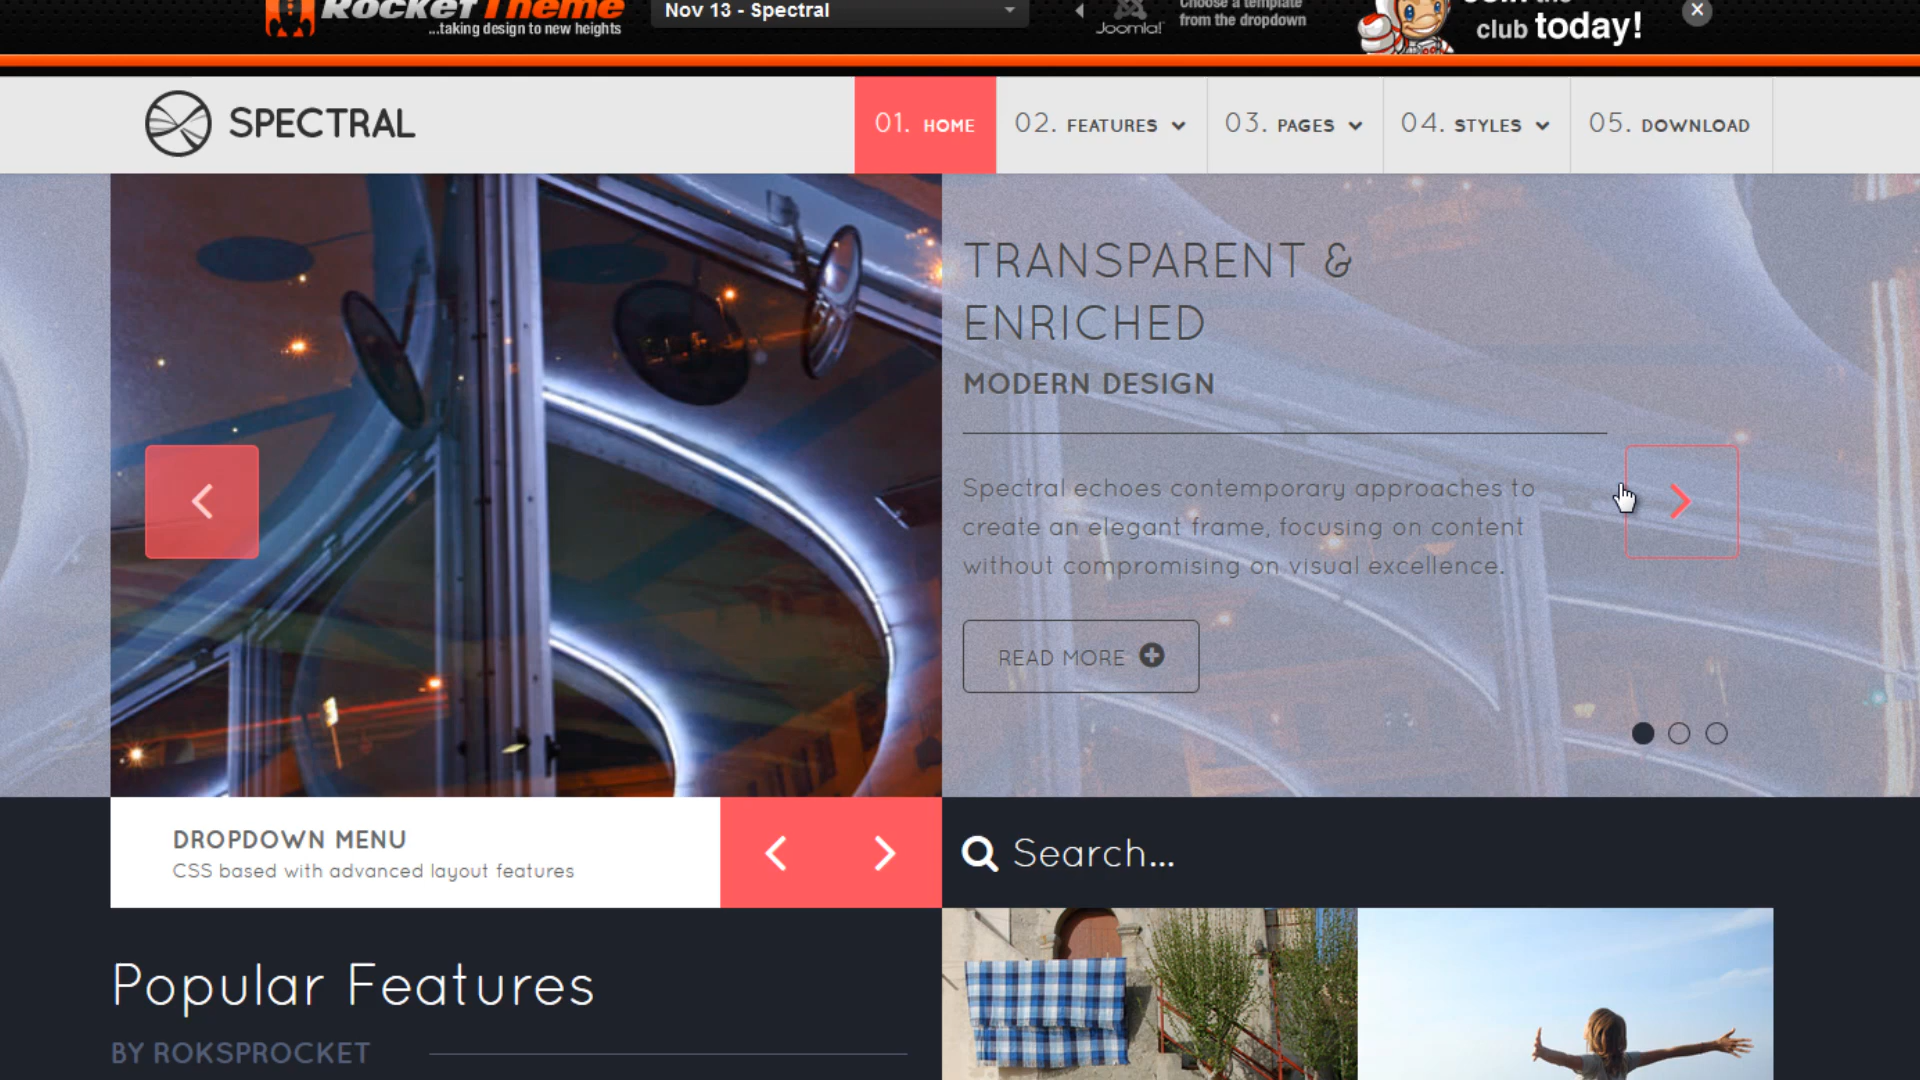 RocketTheme
...taking design to new heights
Nov 13 - Spectral
Joomla!
Choose a template
from the dropdown
Join the
club today!
SPECTRAL
01. HOME
02. FEATURES
03. PAGES
04. STYLES
05. DOWNLOAD
TRANSPARENT &
ENRICHED
MODERN DESIGN
Spectral echoes contemporary approaches to
create an elegant frame, focusing on content
without compromising on visual excellence.
READ MORE
DROPDOWN MENU
CSS based with advanced layout features
Search...
Popular Features
BY ROKSPROCKET